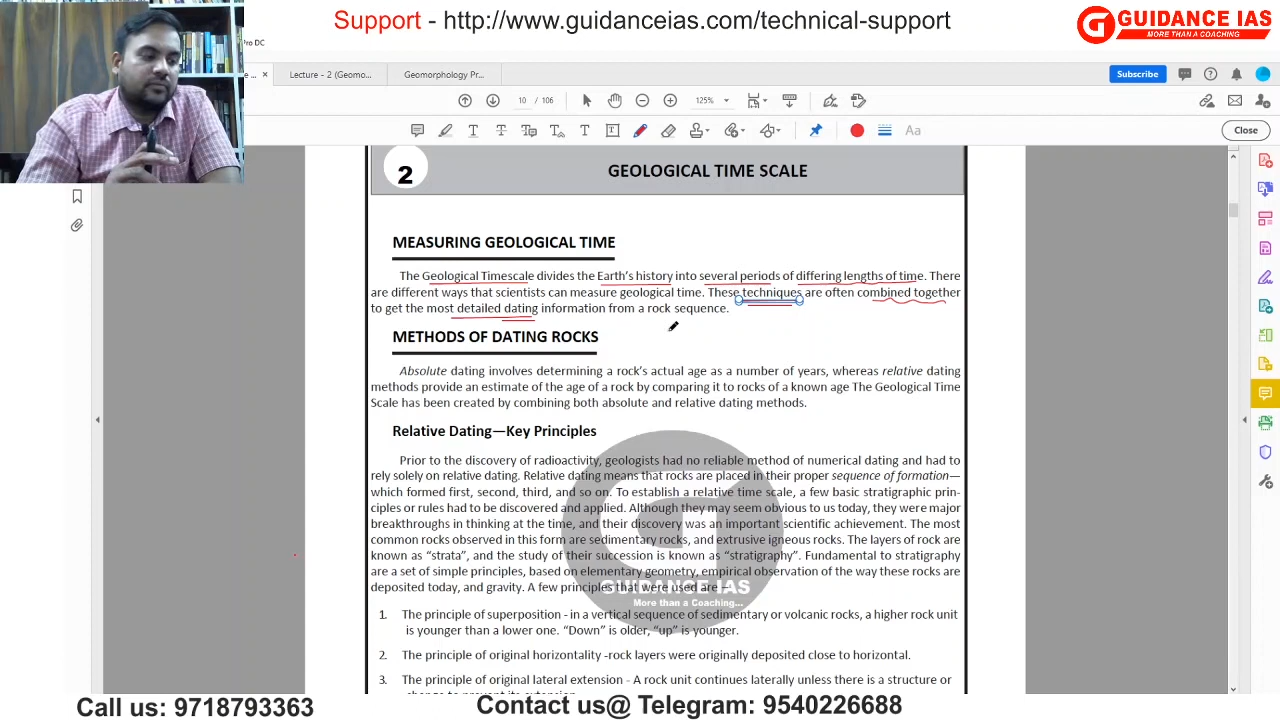 Support - http://www.guidanceias.com/technical-support
G GUIDANCE IAS
MORE THAN A COACHING...
Pro DC
Lecture - 2 (Geomo...
Geomorphology Pr...
Subscribe
10 / 106
125%
Aa
Close
2
GEOLOGICAL TIME SCALE
MEASURING GEOLOGICAL TIME
The Geological Timescale divides the Earth's history into several periods of differing lengths of time. There
are different ways that scientists can measure geological time. These techniques are often combined together
to get the most detailed dating information from a rock sequence.
METHODS OF DATING ROCKS
Absolute dating involves determining a rock's actual age as a number of years, whereas relative dating
methods provide an estimate of the age of a rock by comparing it to rocks of a known age The Geological Time
Scale has been created by combining both absolute and relative dating methods.
Relative Dating—Key Principles
Prior to the discovery of radioactivity, geologists had no reliable method of numerical dating and had to
rely solely on relative dating. Relative dating means that rocks are placed in their proper sequence of formation—
which formed first, second, third, and so on. To establish a relative time scale, a few basic stratigraphic prin-
ciples or rules had to be discovered and applied. Although they may seem obvious to us today, they were major
breakthroughs in thinking at the time, and their discovery was an important scientific achievement. The most
common rocks observed in this form are sedimentary rocks, and extrusive igneous rocks. The layers of rock are
known as “strata”, and the study of their succession is known as “stratigraphy”. Fundamental to stratigraphy
are a set of simple principles, based on elementary geometry, empirical observation of the way these rocks are
deposited today, and gravity. A few principles that were used are –
GUIDANCE IAS
More than a Coaching...
1. The principle of superposition - in a vertical sequence of sedimentary or volcanic rocks, a higher rock unit
is younger than a lower one. “Down” is older, “up” is younger.
2. The principle of original horizontality -rock layers were originally deposited close to horizontal.
3. The principle of original lateral extension - A rock unit continues laterally unless there is a structure or
Call us: 9718793363
Contact us@ Telegram: 9540226688